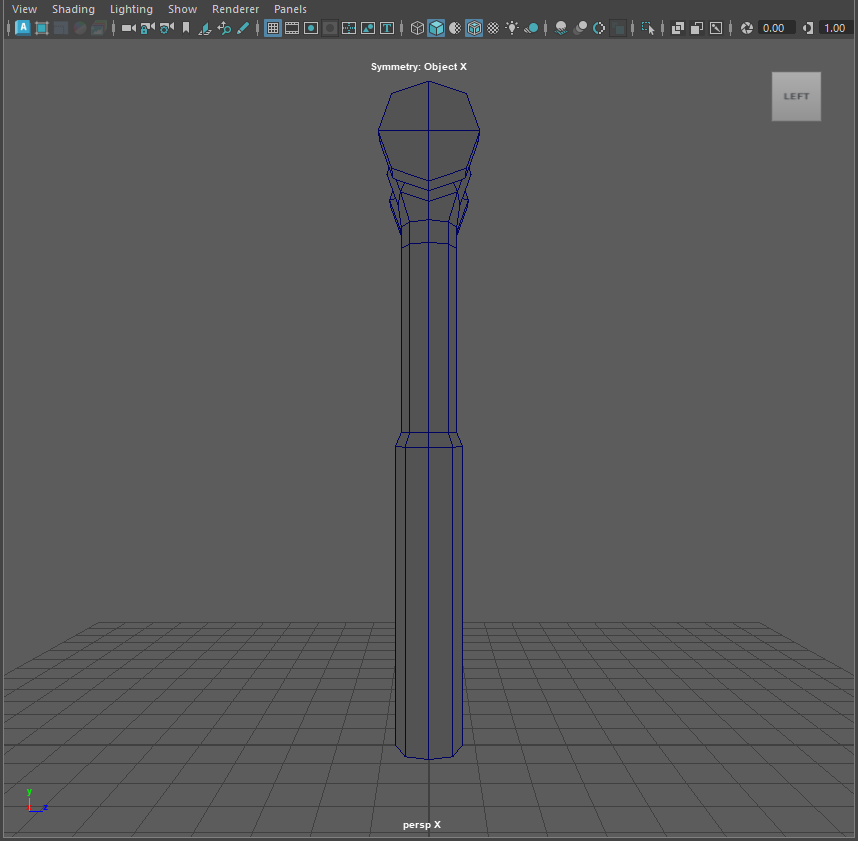 View Shading Lighting Show Renderer Panels
A T 0.00 1.00
Symmetry: Object X
LEFT
y
z
persp X